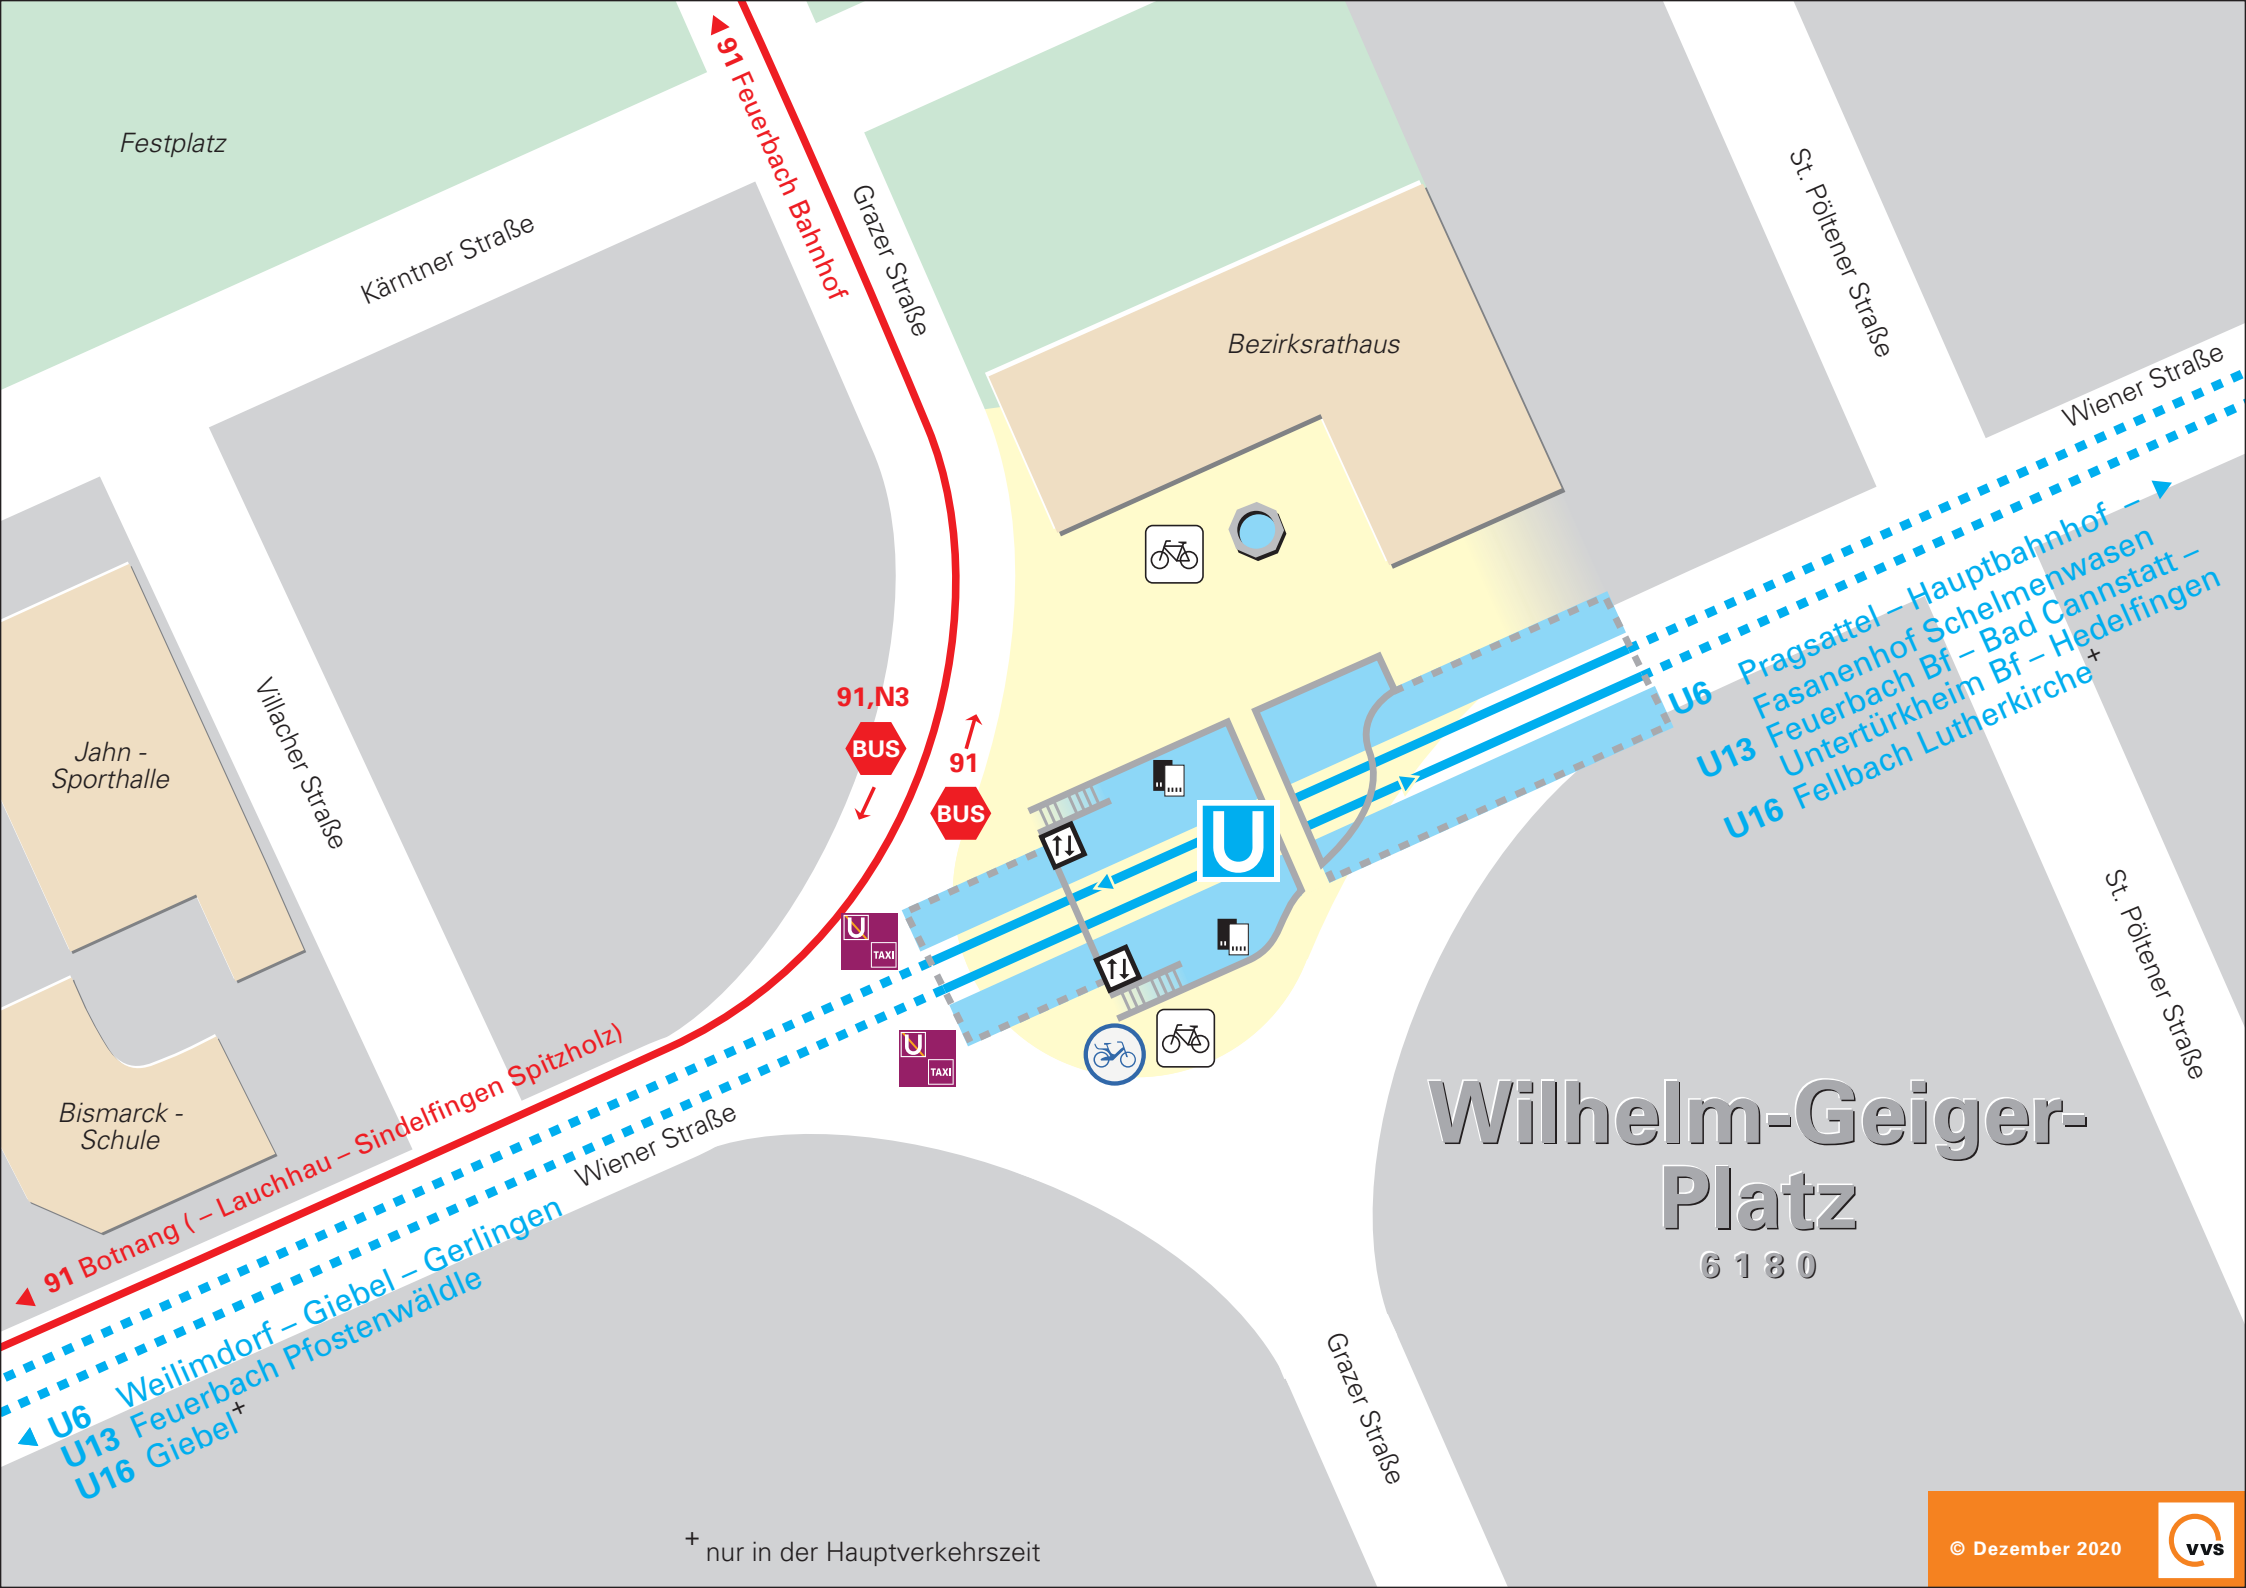 91 Feuerbach Bahnhof
Festplatz
Kärntner Straße
Grazer Straße
St. Pöltener Straße
Bezirksrathaus
Wiener Straße
91,N3
BUS
91
BUS
Jahn -
Sporthalle
Villacher Straße
U
U6 Pragsattel – Hauptbahnhof –
Fasanenhof Schelmenwasen
U13 Feuerbach Bf – Bad Cannstatt –
Untertürkheim Bf – Hedelfingen
U16 Fellbach Lutherkirche+
U
TAXI
U
TAXI
St. Pöltener Straße
Bismarck -
Schule
91 Botnang ( – Lauchhau – Sindelfingen Spitzholz)
Wiener Straße
Wilhelm-Geiger-
Platz
6180
U6 Weilimdorf – Giebel – Gerlingen
U13 Feuerbach Pfostenwäldle
U16 Giebel+
Grazer Straße
+ nur in der Hauptverkehrszeit
© Dezember 2020
vvs